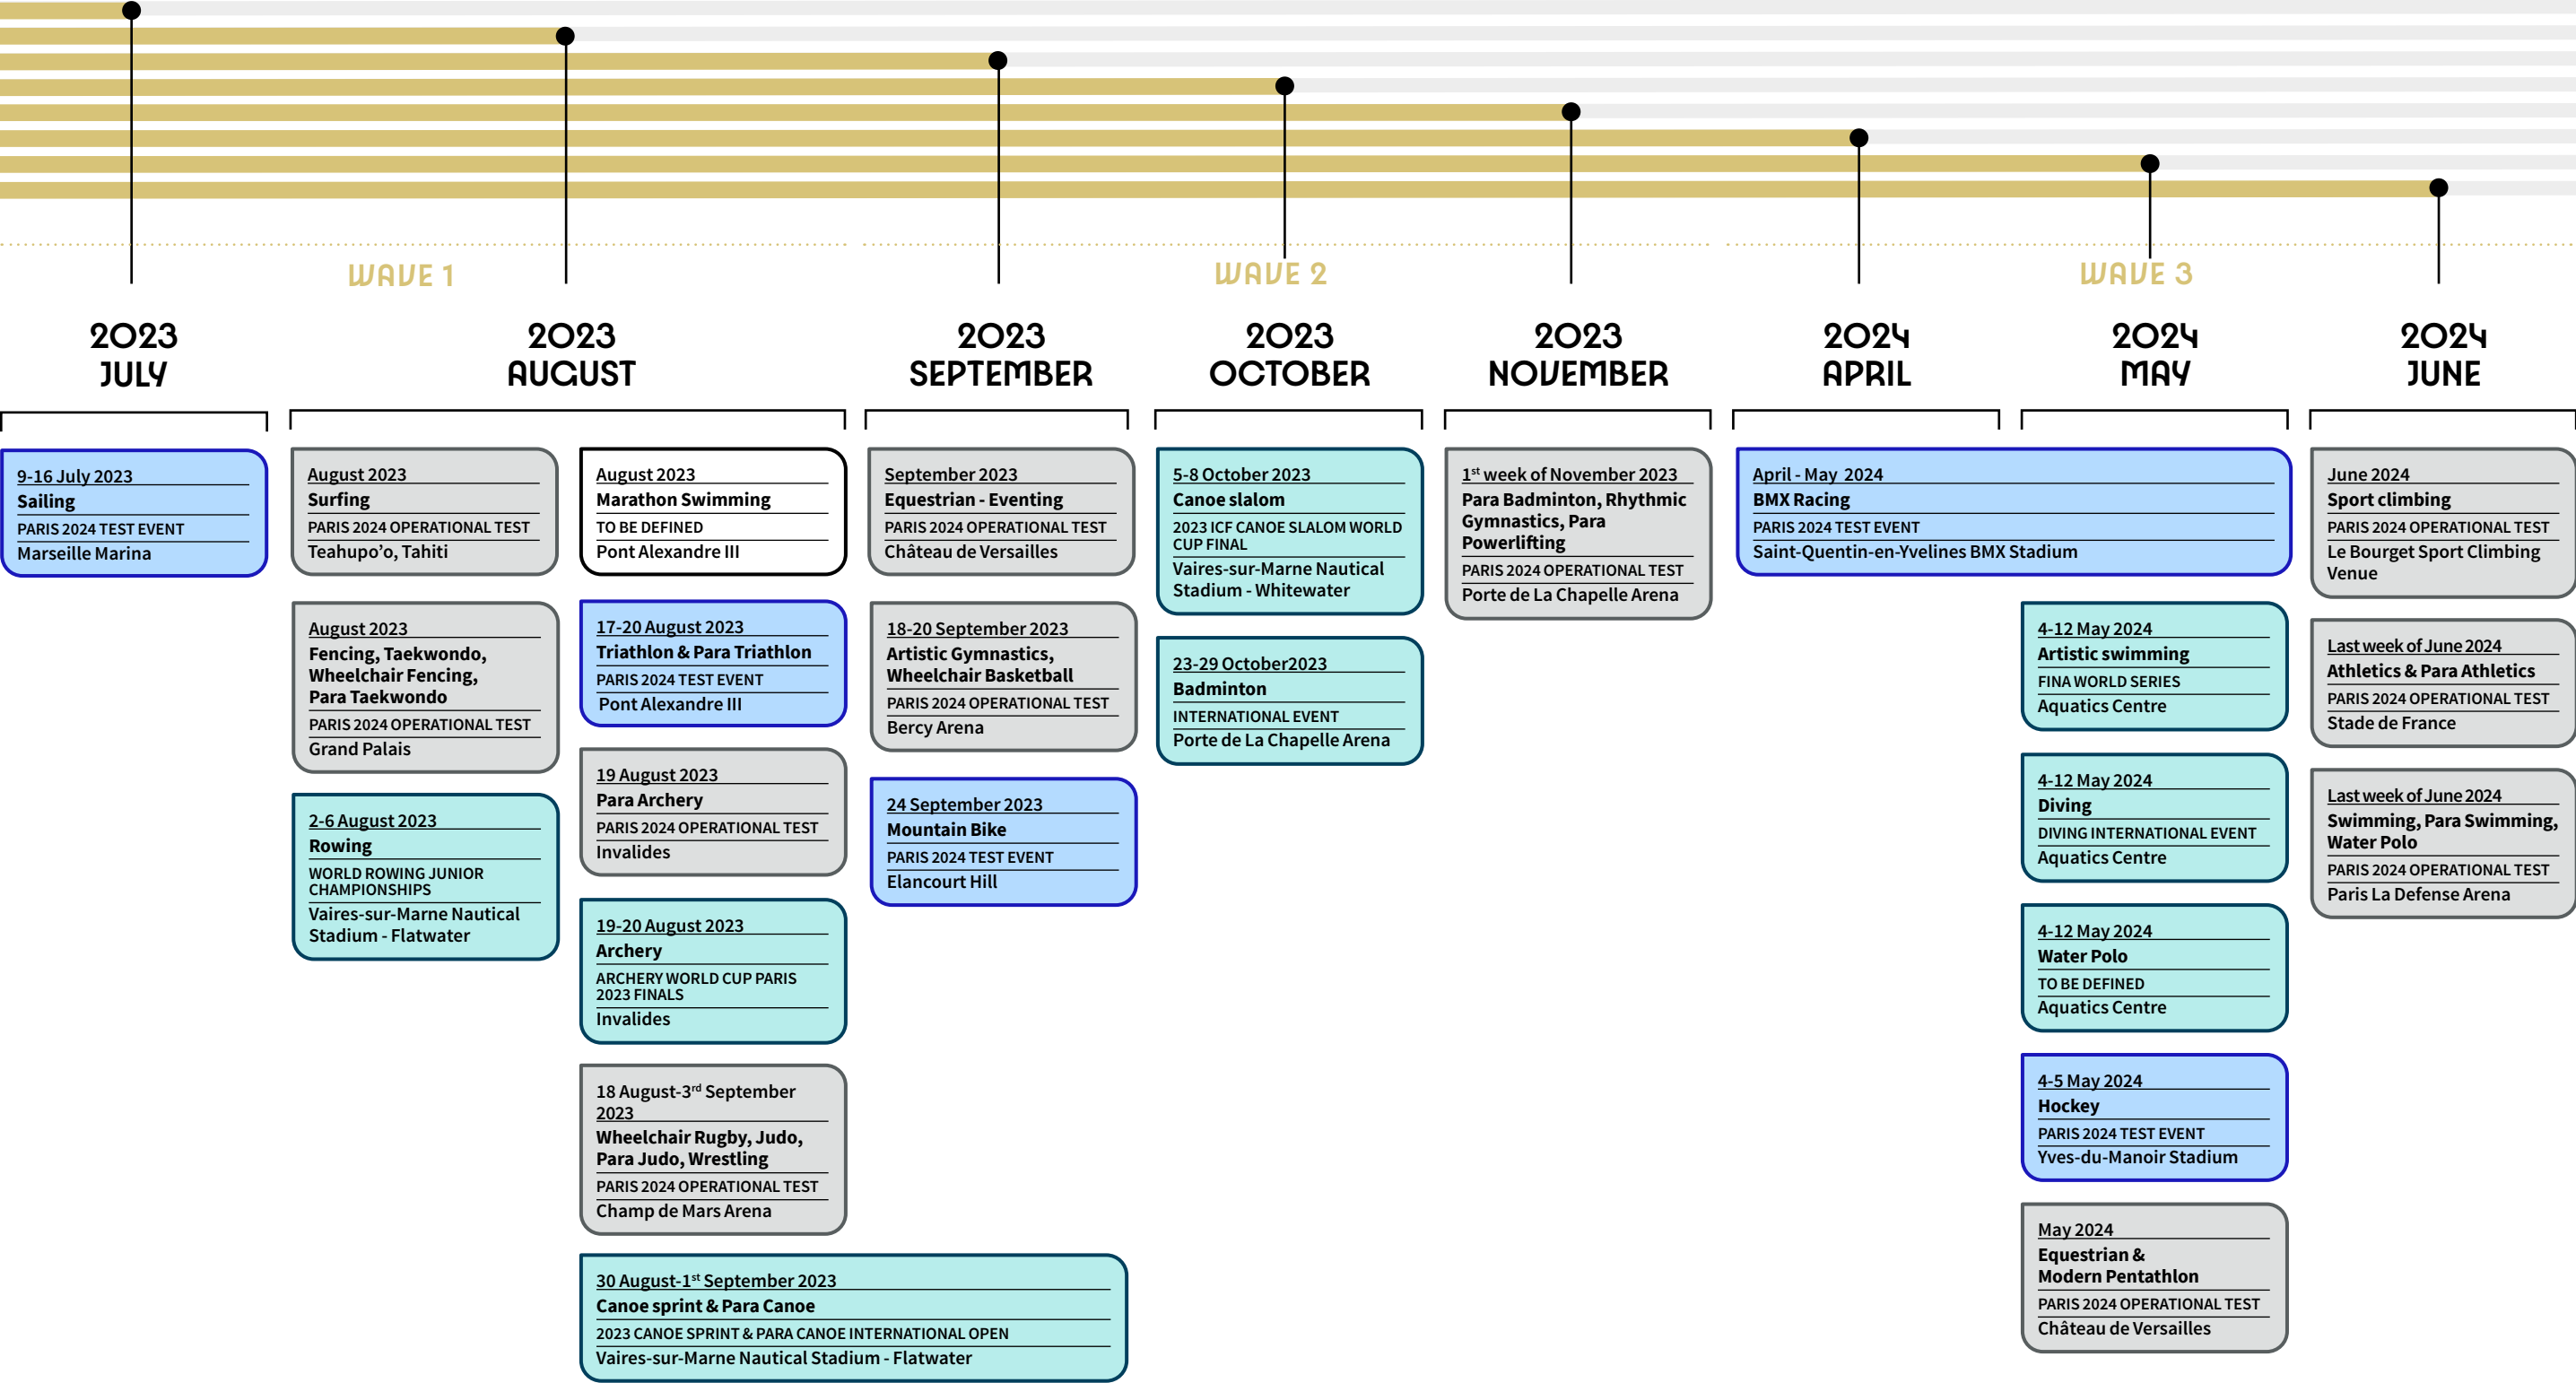 WAVE 1
WAVE 2
WAVE 3
2023
JULY
2023
AUGUST
2023
SEPTEMBER
2023
OCTOBER
2023
NOVEMBER
2024
APRIL
2024
MAY
2024
JUNE
9-16 July 2023
Sailing
PARIS 2024 TEST EVENT
Marseille Marina
August 2023
Surfing
PARIS 2024 OPERATIONAL TEST
Teahupo’o, Tahiti
August 2023
Fencing, Taekwondo,
Wheelchair Fencing,
Para Taekwondo
PARIS 2024 OPERATIONAL TEST
Grand Palais
2-6 August 2023
Rowing
WORLD ROWING JUNIOR
CHAMPIONSHIPS
Vaires-sur-Marne Nautical
Stadium - Flatwater
August 2023
Marathon Swimming
TO BE DEFINED
Pont Alexandre III
17-20 August 2023
Triathlon & Para Triathlon
PARIS 2024 TEST EVENT
Pont Alexandre III
19 August 2023
Para Archery
PARIS 2024 OPERATIONAL TEST
Invalides
19-20 August 2023
Archery
ARCHERY WORLD CUP PARIS
2023 FINALS
Invalides
18 August-3rd September
2023
Wheelchair Rugby, Judo,
Para Judo, Wrestling
PARIS 2024 OPERATIONAL TEST
Champ de Mars Arena
30 August-1st September 2023
Canoe sprint & Para Canoe
2023 CANOE SPRINT & PARA CANOE INTERNATIONAL OPEN
Vaires-sur-Marne Nautical Stadium - Flatwater
September 2023
Equestrian - Eventing
PARIS 2024 OPERATIONAL TEST
Château de Versailles
18-20 September 2023
Artistic Gymnastics,
Wheelchair Basketball
PARIS 2024 OPERATIONAL TEST
Bercy Arena
24 September 2023
Mountain Bike
PARIS 2024 TEST EVENT
Elancourt Hill
5-8 October 2023
Canoe slalom
2023 ICF CANOE SLALOM WORLD
CUP FINAL
Vaires-sur-Marne Nautical
Stadium - Whitewater
23-29 October2023
Badminton
INTERNATIONAL EVENT
Porte de La Chapelle Arena
1st week of November 2023
Para Badminton, Rhythmic
Gymnastics, Para
Powerlifting
PARIS 2024 OPERATIONAL TEST
Porte de La Chapelle Arena
April - May 2024
BMX Racing
PARIS 2024 TEST EVENT
Saint-Quentin-en-Yvelines BMX Stadium
4-12 May 2024
Artistic swimming
FINA WORLD SERIES
Aquatics Centre
4-12 May 2024
Diving
DIVING INTERNATIONAL EVENT
Aquatics Centre
4-12 May 2024
Water Polo
TO BE DEFINED
Aquatics Centre
4-5 May 2024
Hockey
PARIS 2024 TEST EVENT
Yves-du-Manoir Stadium
May 2024
Equestrian &
Modern Pentathlon
PARIS 2024 OPERATIONAL TEST
Château de Versailles
June 2024
Sport climbing
PARIS 2024 OPERATIONAL TEST
Le Bourget Sport Climbing
Venue
Last week of June 2024
Athletics & Para Athletics
PARIS 2024 OPERATIONAL TEST
Stade de France
Last week of June 2024
Swimming, Para Swimming,
Water Polo
PARIS 2024 OPERATIONAL TEST
Paris La Defense Arena